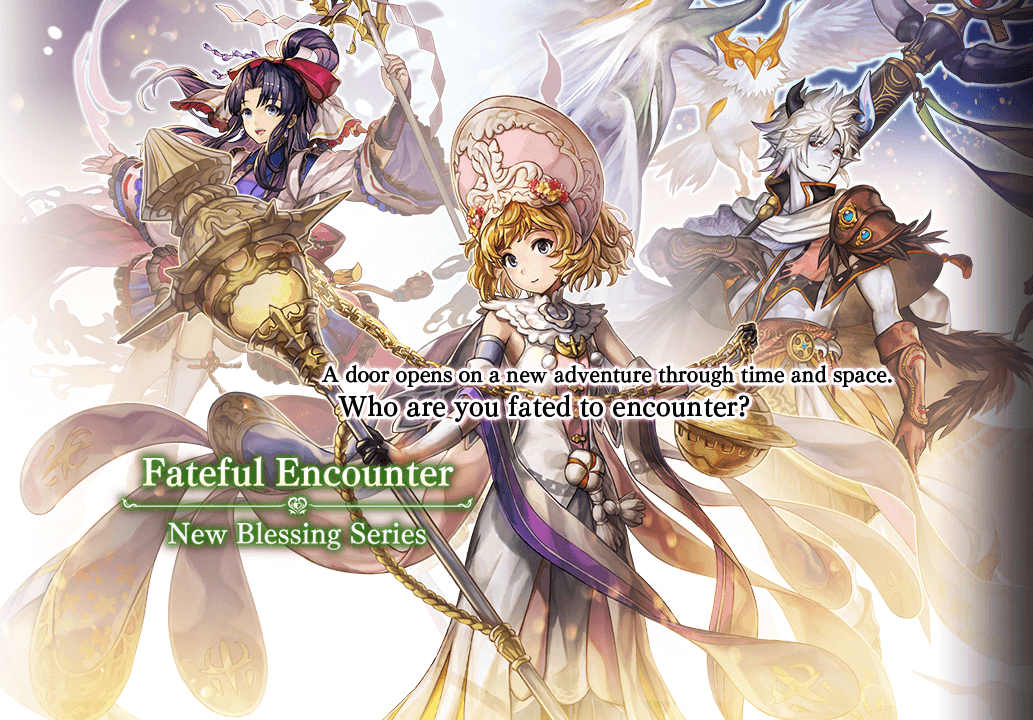 A door opens on a new adventure through time and space.
Who are you fated to encounter?
Fateful Encounter
New Blessing Series